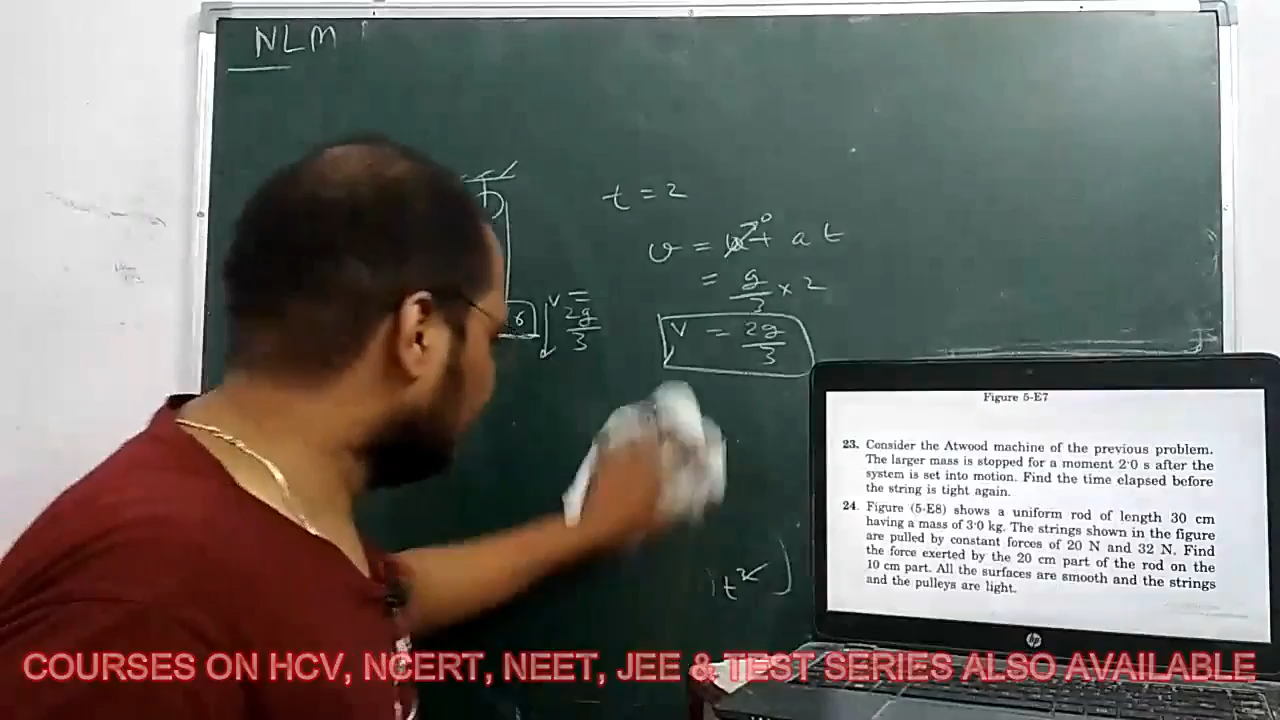 NLM
t = 2
v = u + a t
0
= g/3 × 2
v = 2g/3
6
v = 2g/3
t²
Figure 5-E7
23. Consider the Atwood machine of the previous problem.
The larger mass is stopped for a moment 2·0 s after the
system is set into motion. Find the time elapsed before
the string is tight again.
24. Figure (5-E8) shows a uniform rod of length 30 cm
having a mass of 3·0 kg. The strings shown in the figure
are pulled by constant forces of 20 N and 32 N. Find
the force exerted by the 20 cm part of the rod on the
10 cm part. All the surfaces are smooth and the strings
and the pulleys are light.
hp
COURSES ON HCV, NCERT, NEET, JEE & TEST SERIES ALSO AVAILABLE